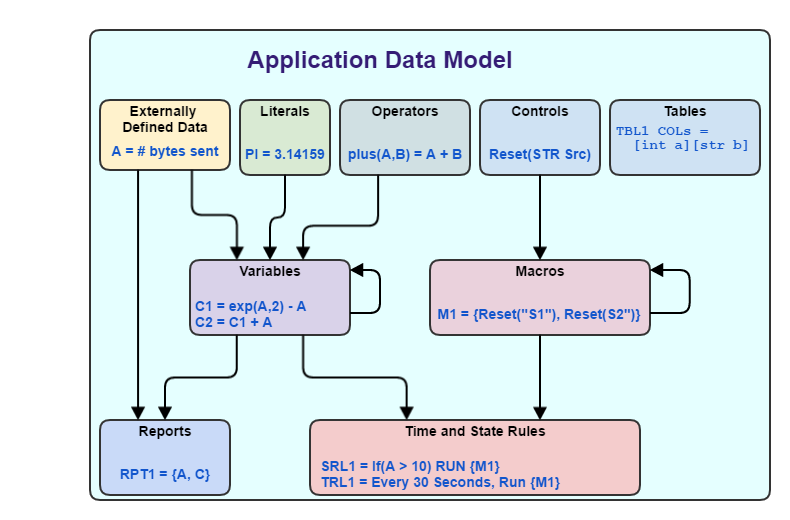 Application Data Model
Externally
Defined Data
A = # bytes sent
Literals
PI = 3.14159
Operators
plus(A,B) = A + B
Controls
Reset(STR Src)
Tables
TBL1 COLs =
[int a][str b]
Variables
C1 = exp(A,2) - A
C2 = C1 + A
Macros
M1 = {Reset("S1"), Reset(S2")}
Reports
RPT1 = {A, C}
Time and State Rules
SRL1 = If(A > 10) RUN {M1}
TRL1 = Every 30 Seconds, Run {M1}